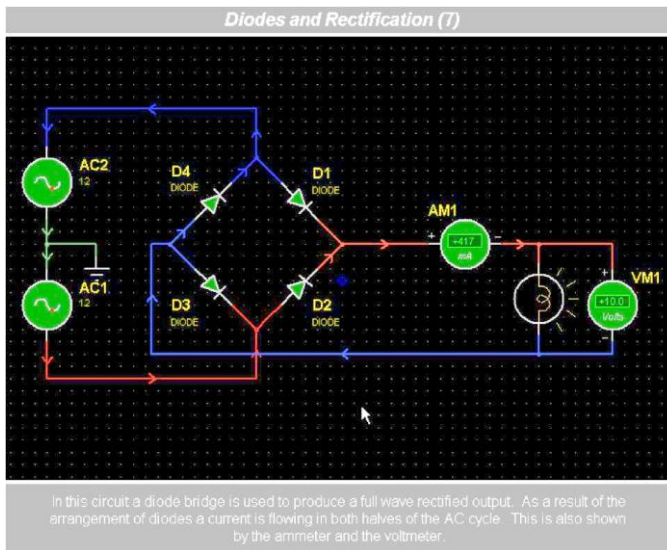 Diodes and Rectification (7)
AC2
12
D4
DIODE
D1
DIODE
AM1
+417
mA
+
-
AC1
12
D3
DIODE
D2
DIODE
VM1
+
+10.0
Volts
-
In this circuit a diode bridge is used to produce a full wave rectified output. As a result of the
arrangement of diodes a current is flowing in both halves of the AC cycle. This is also shown
by the ammeter and the voltmeter.